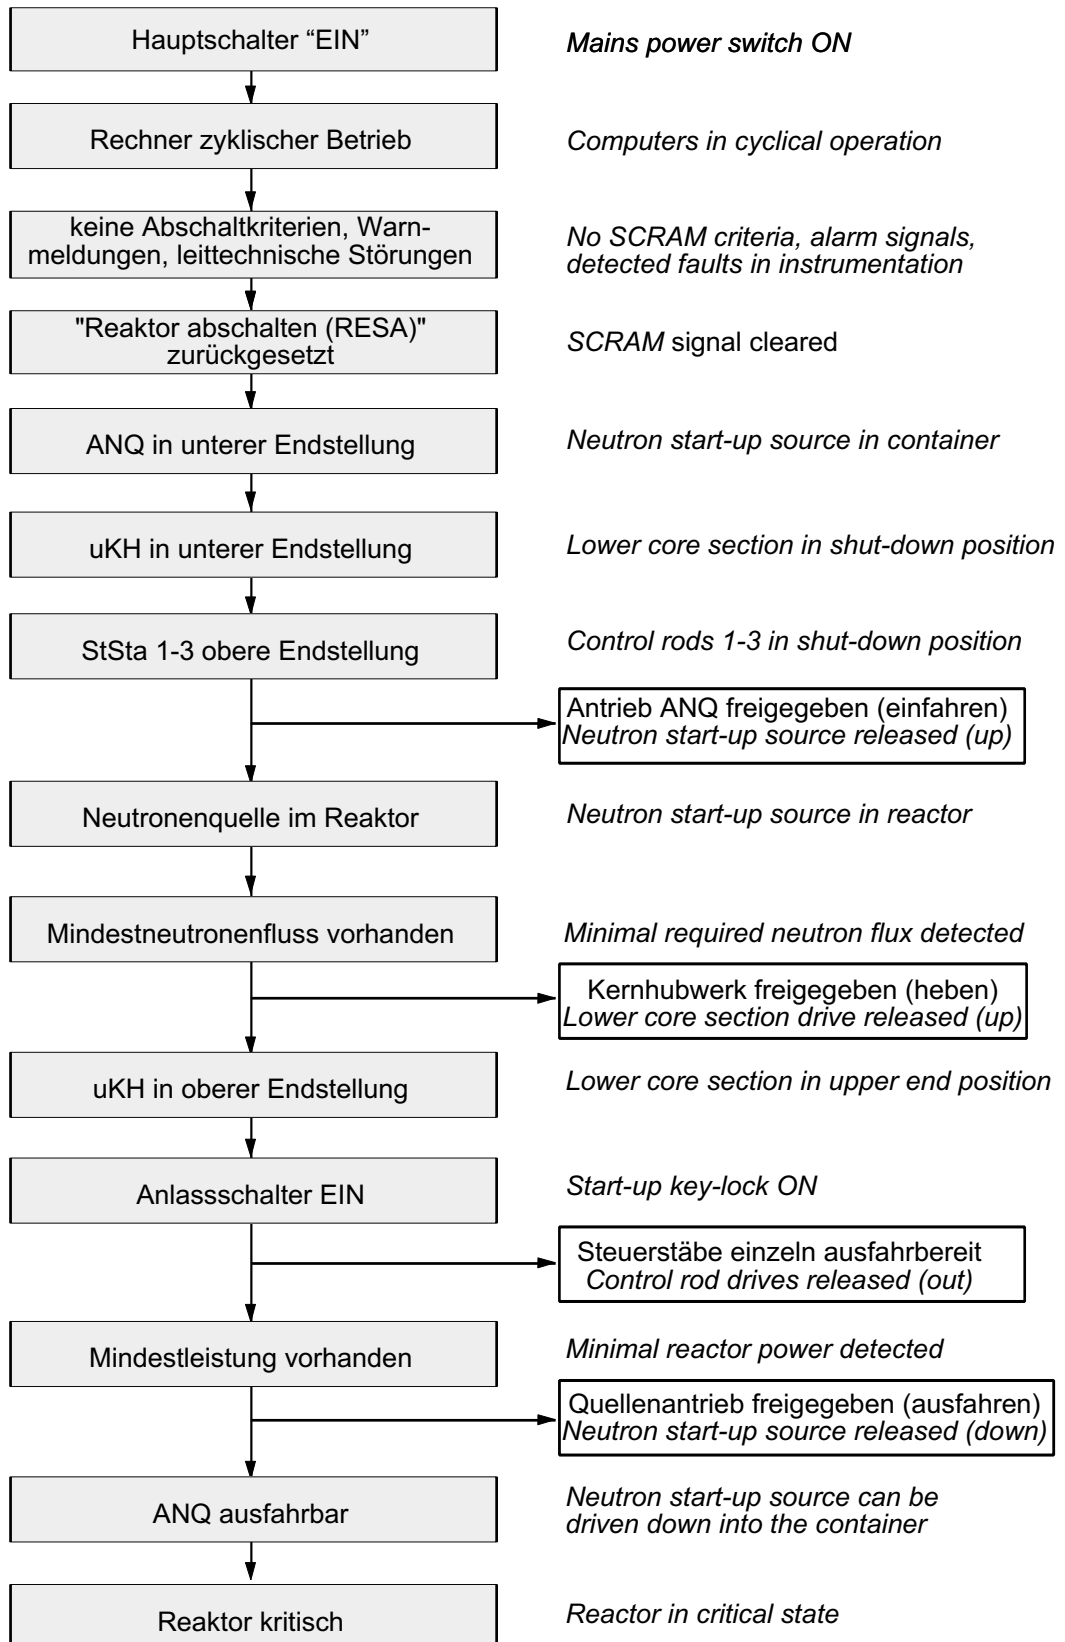 Hauptschalter “EIN”
Mains power switch ON
Rechner zyklischer Betrieb
Computers in cyclical operation
keine Abschaltkriterien, Warn-
meldungen, leittechnische Störungen
No SCRAM criteria, alarm signals,
detected faults in instrumentation
"Reaktor abschalten (RESA)"
zurückgesetzt
SCRAM signal cleared
ANQ in unterer Endstellung
Neutron start-up source in container
uKH in unterer Endstellung
Lower core section in shut-down position
StSta 1-3 obere Endstellung
Control rods 1-3 in shut-down position
Antrieb ANQ freigegeben (einfahren)
Neutron start-up source released (up)
Neutronenquelle im Reaktor
Neutron start-up source in reactor
Mindestneutronenfluss vorhanden
Minimal required neutron flux detected
Kernhubwerk freigegeben (heben)
Lower core section drive released (up)
uKH in oberer Endstellung
Lower core section in upper end position
Anlassschalter EIN
Start-up key-lock ON
Steuerstäbe einzeln ausfahrbereit
Control rod drives released (out)
Mindestleistung vorhanden
Minimal reactor power detected
Quellenantrieb freigegeben (ausfahren)
Neutron start-up source released (down)
ANQ ausfahrbar
Neutron start-up source can be
driven down into the container
Reaktor kritisch
Reactor in critical state